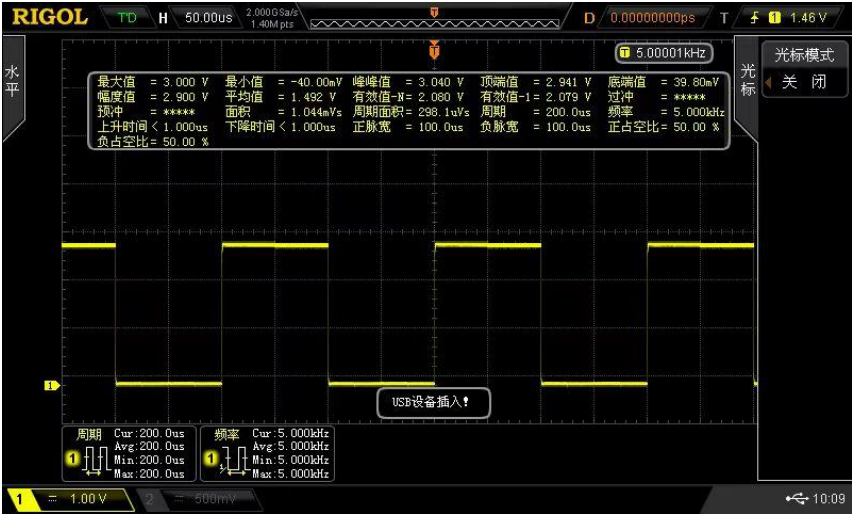 RIGOL T'D H 50.00us 2.000GSa/s 1.40Mpts D 0.00000000ps T 1 1.46 V
水平
T 5.00001kHz
光标
光标模式
关 闭
最大值 = 3.000 V 最小值 = -40.00mV 峰峰值 = 3.040 V 顶端值 = 2.941 V 底端值 = 39.80mV
幅度值 = 2.900 V 平均值 = 1.492 V 有效值-N= 2.080 V 有效值-1= 2.079 V 过冲 = *****
预冲 = ***** 面积 = 1.044mVs 周期面积= 298.1uVs 周期 = 200.0us 频率 = 5.000kHz
上升时间 < 1.000us 下降时间 < 1.000us 正脉宽 = 100.0us 负脉宽 = 100.0us 正占空比= 50.00 %
负占空比= 50.00 %
1
USB设备插入!
周期 Cur:200.0us
Avg:200.0us
1 Min:200.0us
Max:200.0us
频率 Cur:5.000kHz
Avg:5.000kHz
1 Min:5.000kHz
Max:5.000kHz
1 = 1.00 V 2 = 500mV 10:09